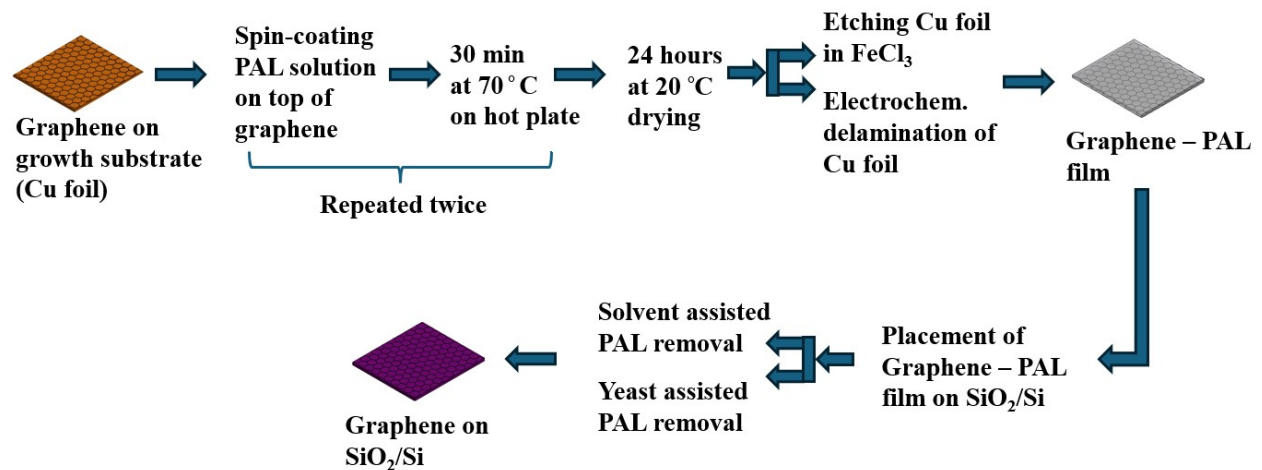 Graphene on
growth substrate
(Cu foil)
Spin-coating
PAL solution
on top of
graphene
30 min
at 70°C
on hot plate
Repeated twice
24 hours
at 20 °C
drying
Etching Cu foil
in FeCl₃
Electrochem.
delamination of
Cu foil
Graphene – PAL
film
Placement of
Graphene – PAL
film on SiO₂/Si
Solvent assisted
PAL removal
Yeast assisted
PAL removal
Graphene on
SiO₂/Si